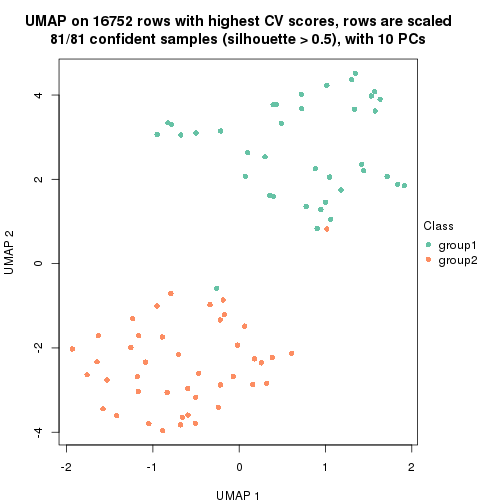 UMAP on 16752 rows with highest CV scores, rows are scaled
81/81 confident samples (silhouette > 0.5), with 10 PCs
4
2
0
-2
-4
UMAP 2
-2
-1
0
1
2
UMAP 1
Class
group1
group2